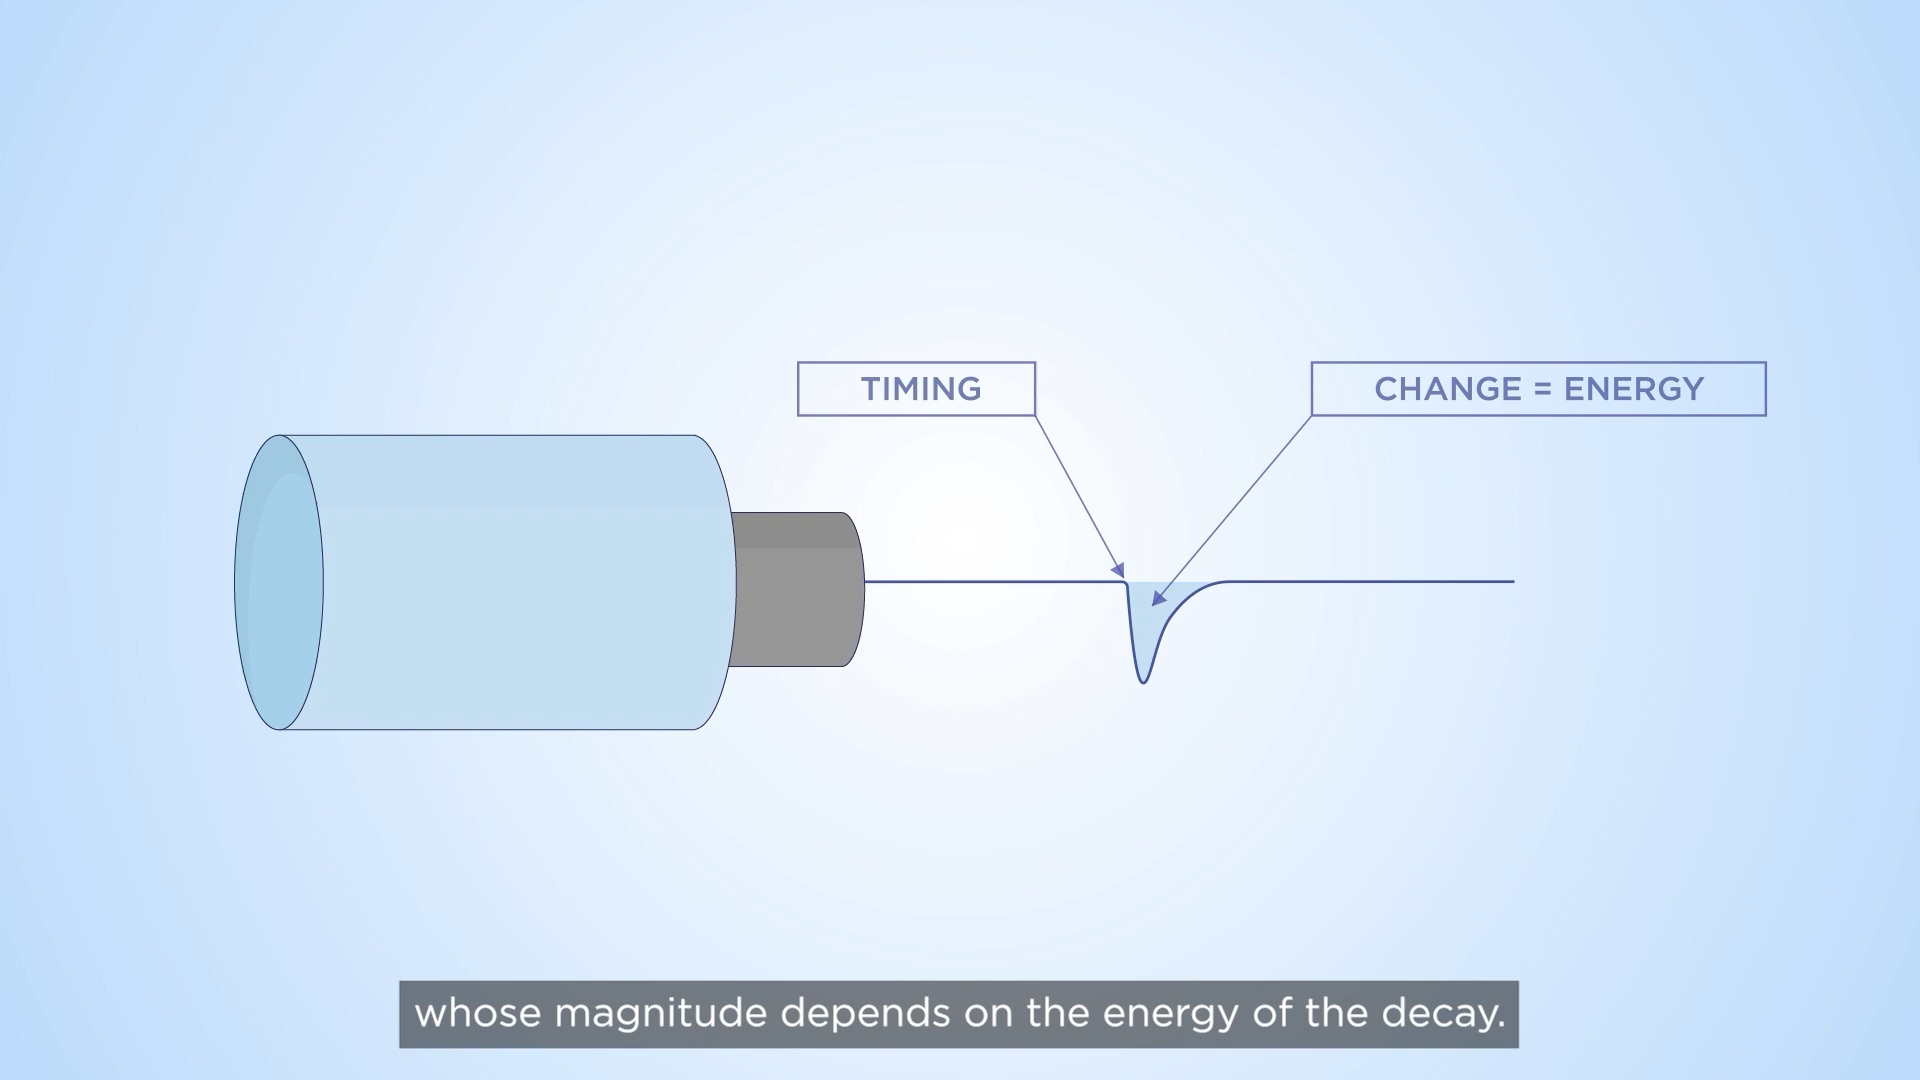 TIMING
CHANGE = ENERGY
whose magnitude depends on the energy of the decay.